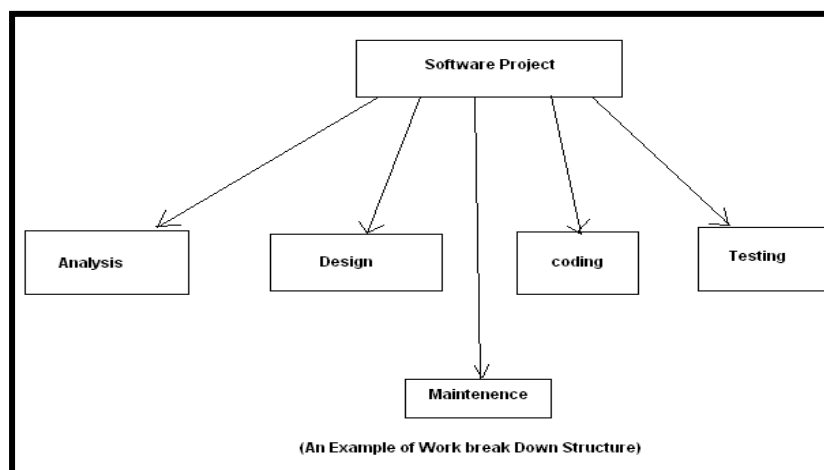 Software Project
Analysis
Design
coding
Testing
Maintenence
(An Example of Work break Down Structure)